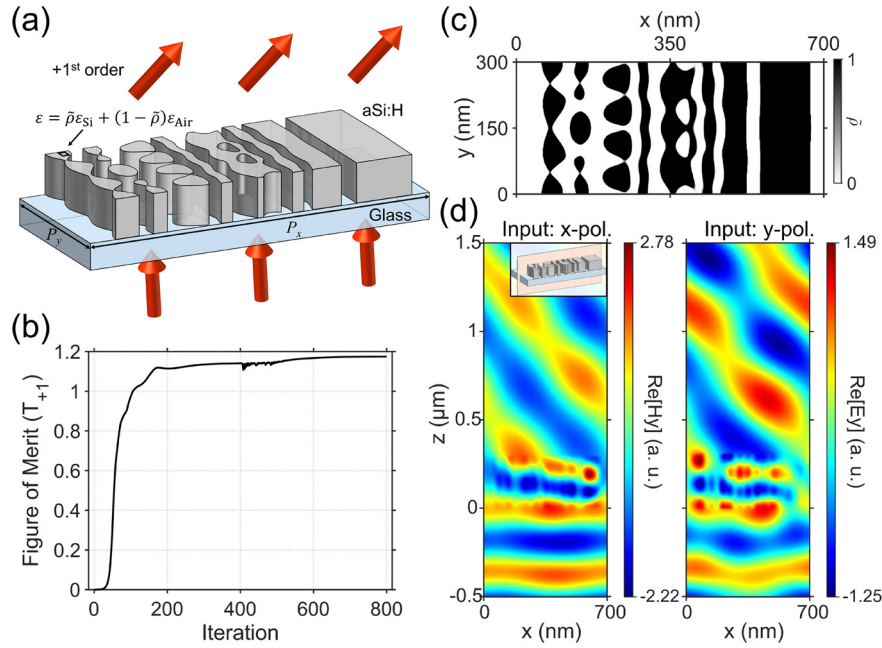 (a)
+1st order
aSi:H
ε = ρ̃εSi + (1 − ρ̃)εAir
Glass
Py
Px
(b)
Figure of Merit (T+1)
1.2
1
0.8
0.6
0.4
0.2
0
0 200 400 600 800
Iteration
(c)
x (nm)
0 350 700
y (nm)
300
150
0
1
ρ̃
0
(d)
Input: x-pol.
z (μm)
1.5
1
0.5
0
-0.5
0 700
x (nm)
2.78
Re[Hy] (a. u.)
-2.22
Input: y-pol.
0 700
x (nm)
1.49
Re[Ey] (a. u.)
-1.25